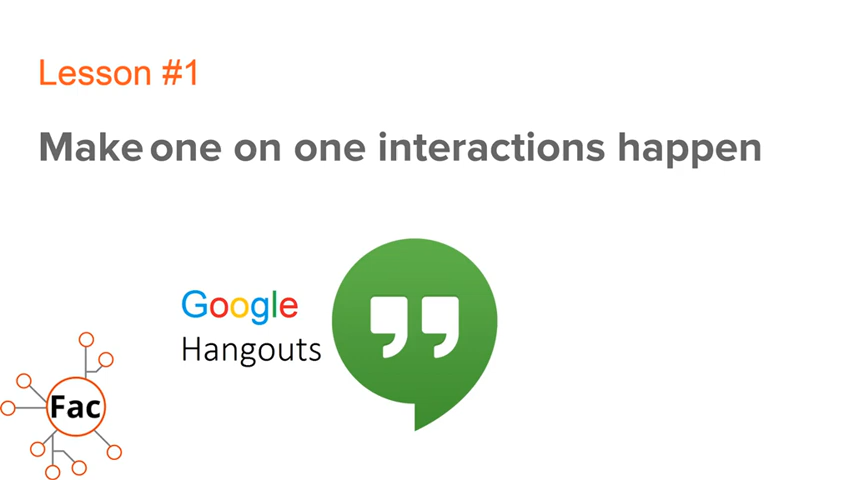 Lesson #1
Make one on one interactions happen
Google
Hangouts
Fac